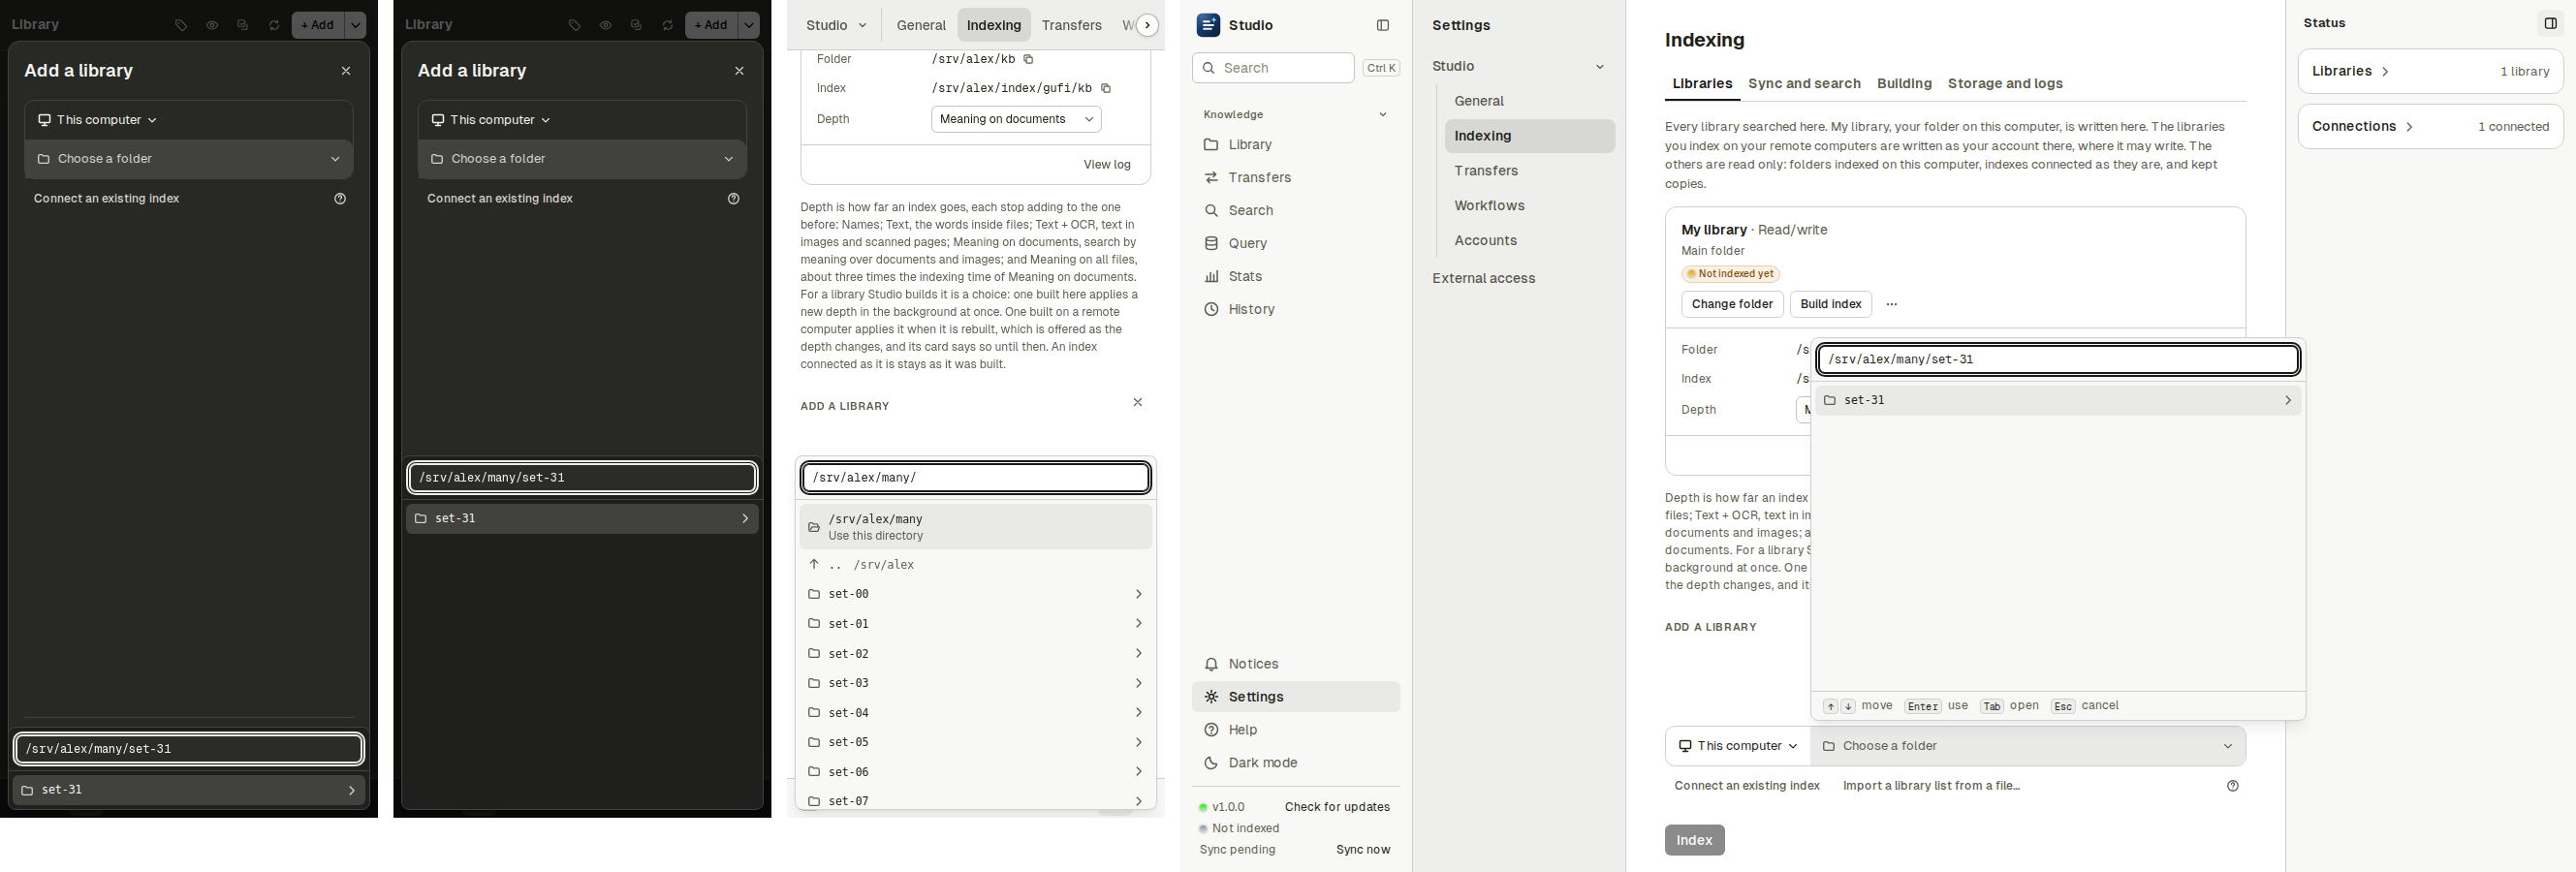 Library
+ Add
Add a library
This computer
Choose a folder
Connect an existing index
/srv/alex/many/set-31
set-31
Library
+ Add
Add a library
This computer
Choose a folder
Connect an existing index
/srv/alex/many/set-31
set-31
Studio General Indexing Transfers
Folder /srv/alex/kb
Index /srv/alex/index/gufi/kb
Depth Meaning on documents
View log
Depth is how far an index goes, each stop adding to the one
before: Names; Text, the words inside files; Text + OCR, text in
images and scanned pages; Meaning on documents, search by
meaning over documents and images; and Meaning on all files,
about three times the indexing time of Meaning on documents.
For a library Studio builds it is a choice: one built here applies a
new depth in the background at once. One built on a remote
computer applies it when it is rebuilt, which is offered as the
depth changes, and its card says so until then. An index
connected as it is stays as it was built.
ADD A LIBRARY
/srv/alex/many/
/srv/alex/many
Use this directory
.. /srv/alex
set-00
set-01
set-02
set-03
set-04
set-05
set-06
set-07
Studio
Search Ctrl K
Knowledge
Library
Transfers
Search
Query
Stats
History
Notices
Settings
Help
Dark mode
v1.0.0 Check for updates
Not indexed
Sync pending Sync now
Settings
Studio
General
Indexing
Transfers
Workflows
Accounts
External access
Indexing
Libraries Sync and search Building Storage and logs
Every library searched here. My library, your folder on this computer, is written here. The libraries
you index on your remote computers are written as your account there, where it may write. The
others are read only: folders indexed on this computer, indexes connected as they are, and kept
copies.
My library · Read/write
Main folder
Not indexed yet
Change folder Build index ···
Folder /s
Index /s
Depth M
Depth is how far an index
files; Text + OCR, text in im
documents and images; a
documents. For a library S
background at once. One
the depth changes, and it
ADD A LIBRARY
/srv/alex/many/set-31
set-31
↑ ↓ move Enter use Tab open Esc cancel
This computer Choose a folder
Connect an existing index Import a library list from a file…
Index
Status
Libraries 1 library
Connections 1 connected